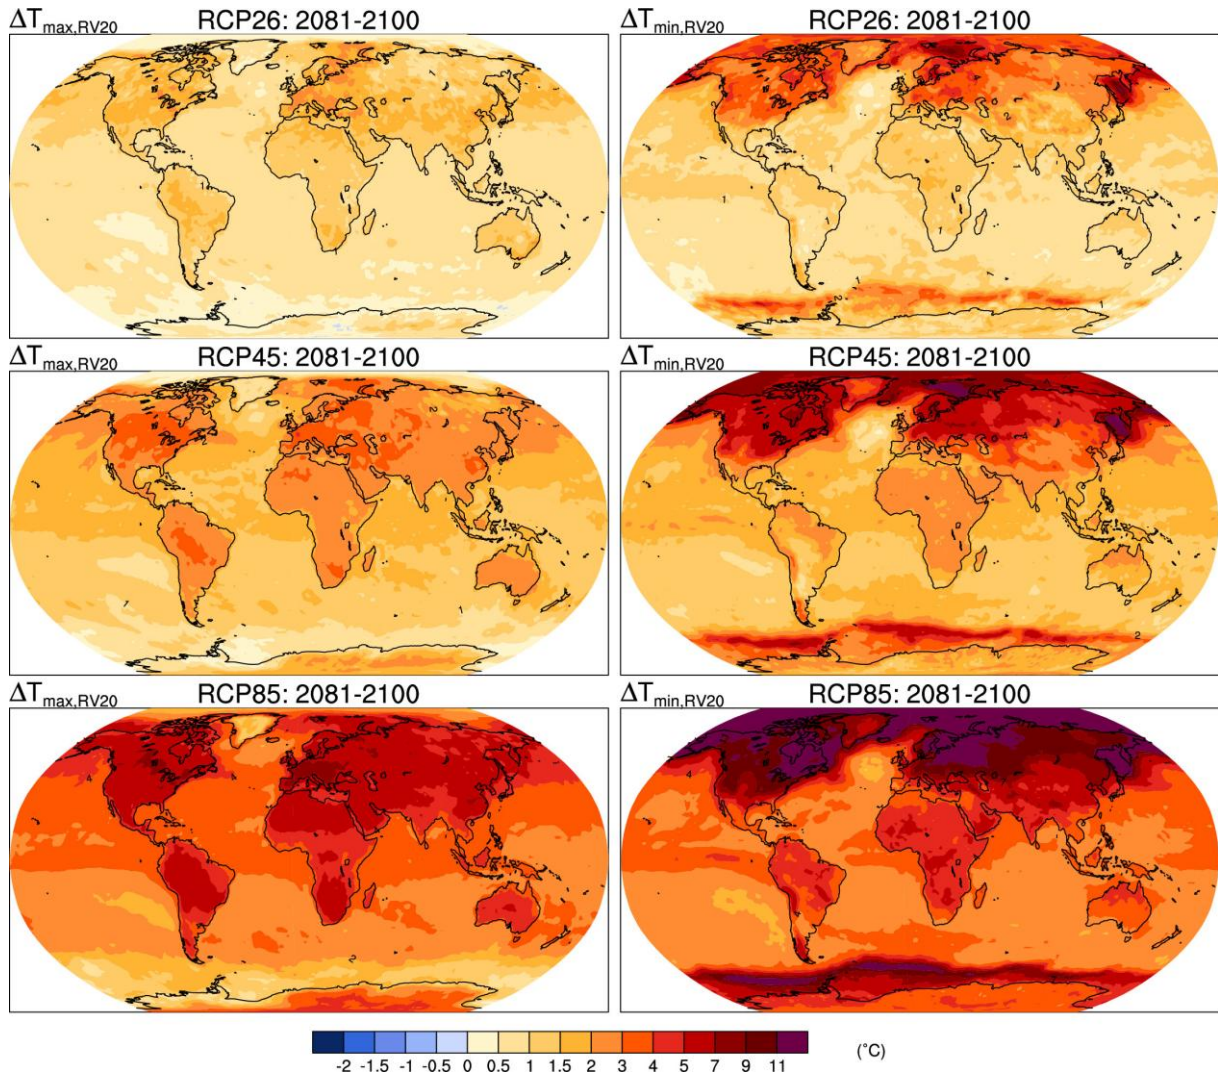 ΔTmax,RV20 RCP26: 2081-2100
ΔTmin,RV20 RCP26: 2081-2100
ΔTmax,RV20 RCP45: 2081-2100
ΔTmin,RV20 RCP45: 2081-2100
ΔTmax,RV20 RCP85: 2081-2100
ΔTmin,RV20 RCP85: 2081-2100
-2 -1.5 -1 -0.5 0 0.5 1 1.5 2 3 4 5 7 9 11 (°C)